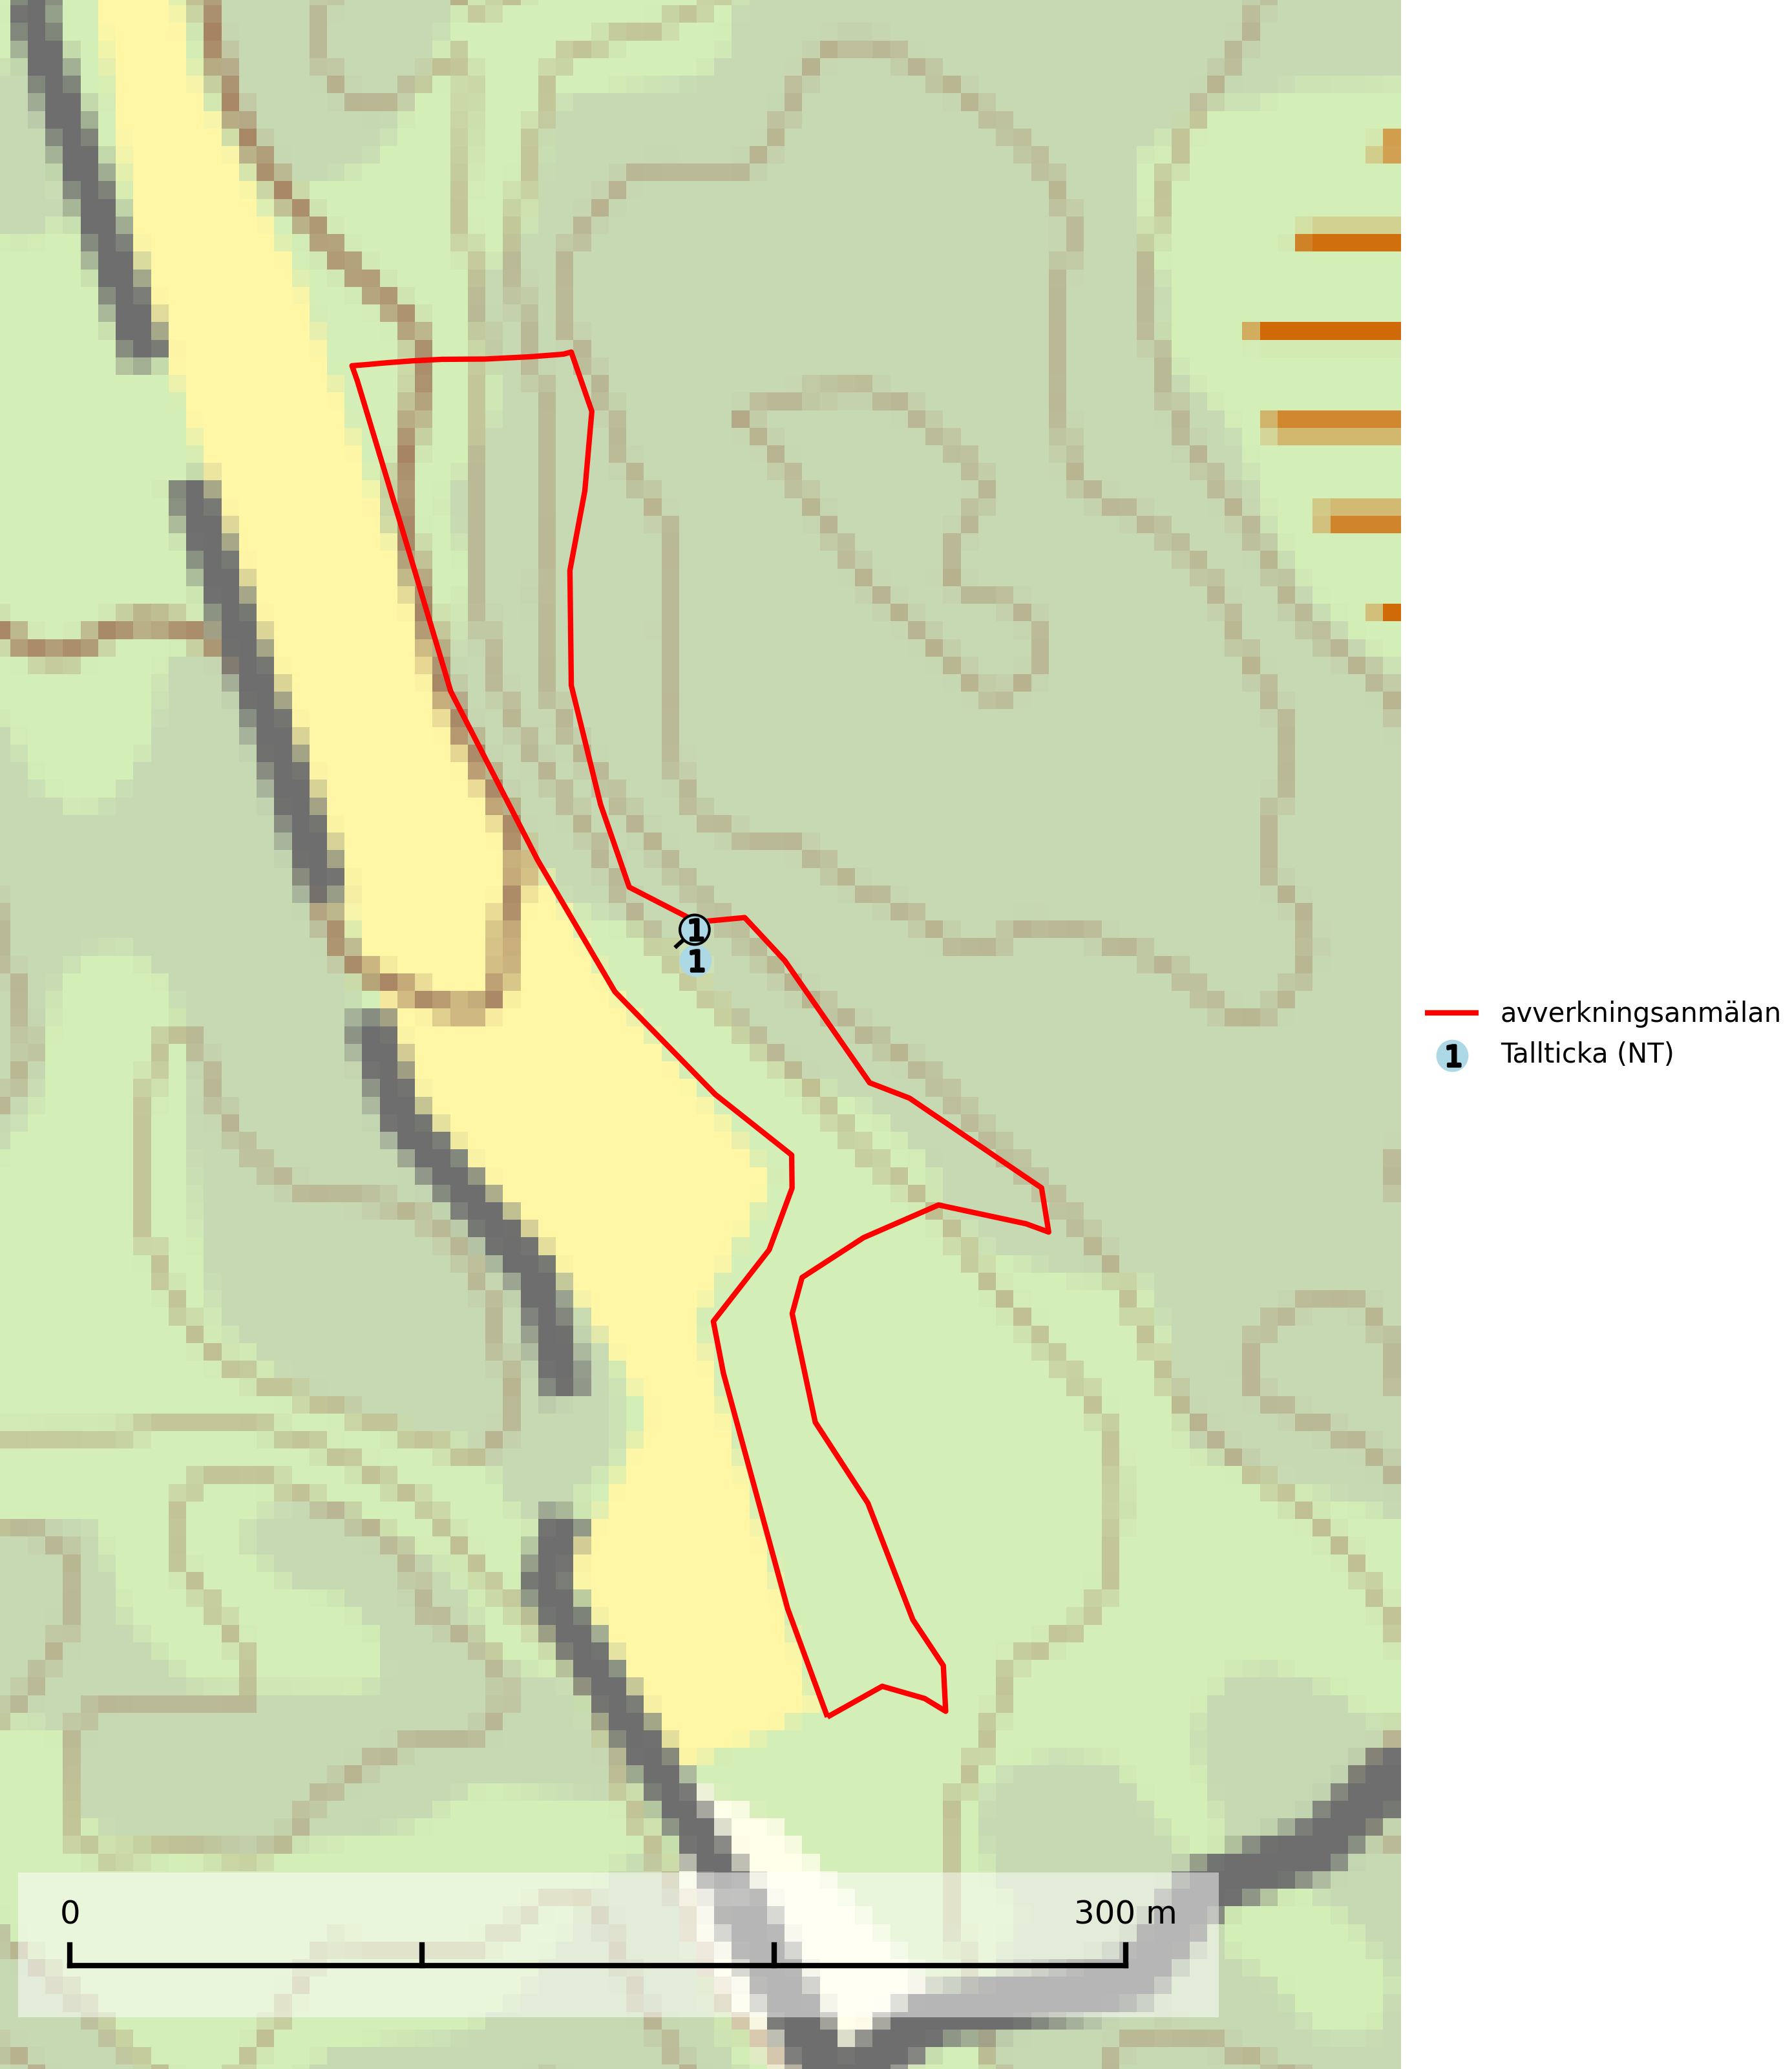 1
1
avverkningsanmälan
1 Tallticka (NT)
0 300 m